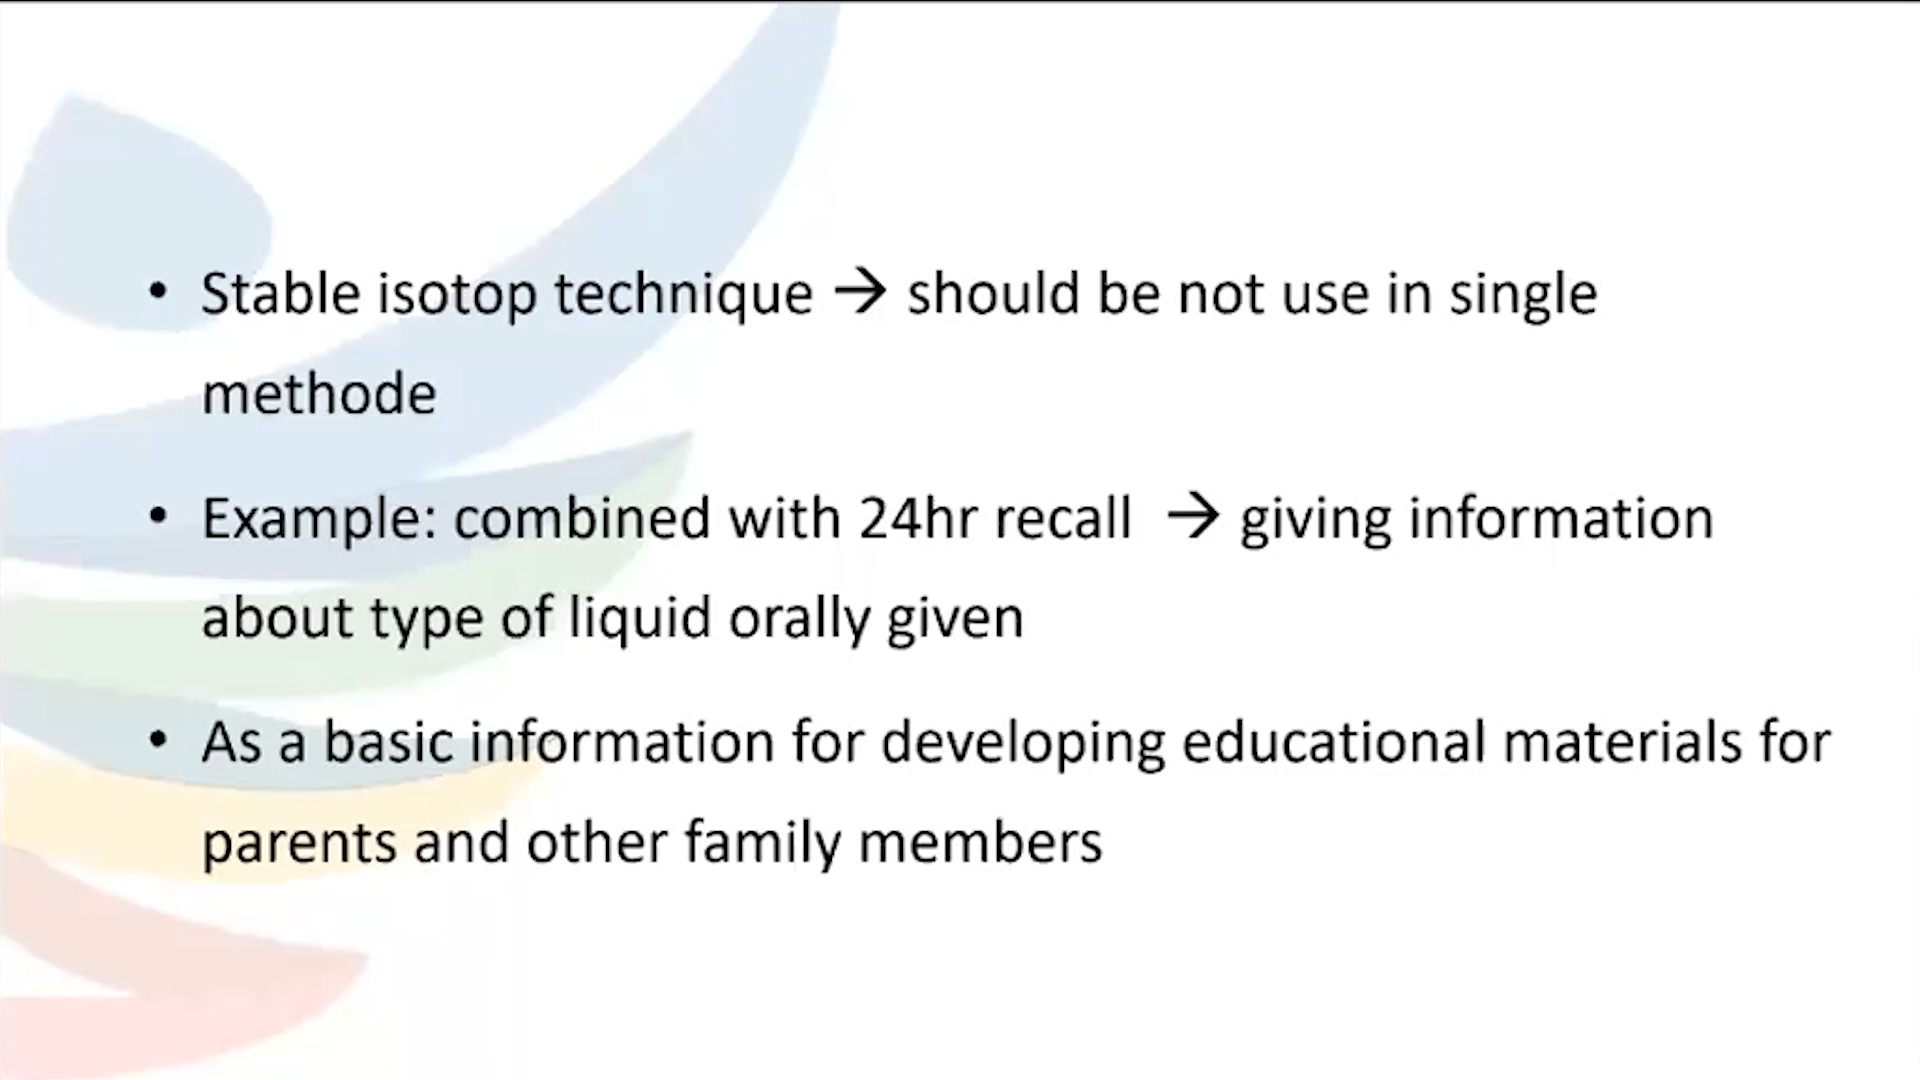 • Stable isotop technique → should be not use in single
methode
• Example: combined with 24hr recall → giving information
about type of liquid orally given
• As a basic information for developing educational materials for
parents and other family members